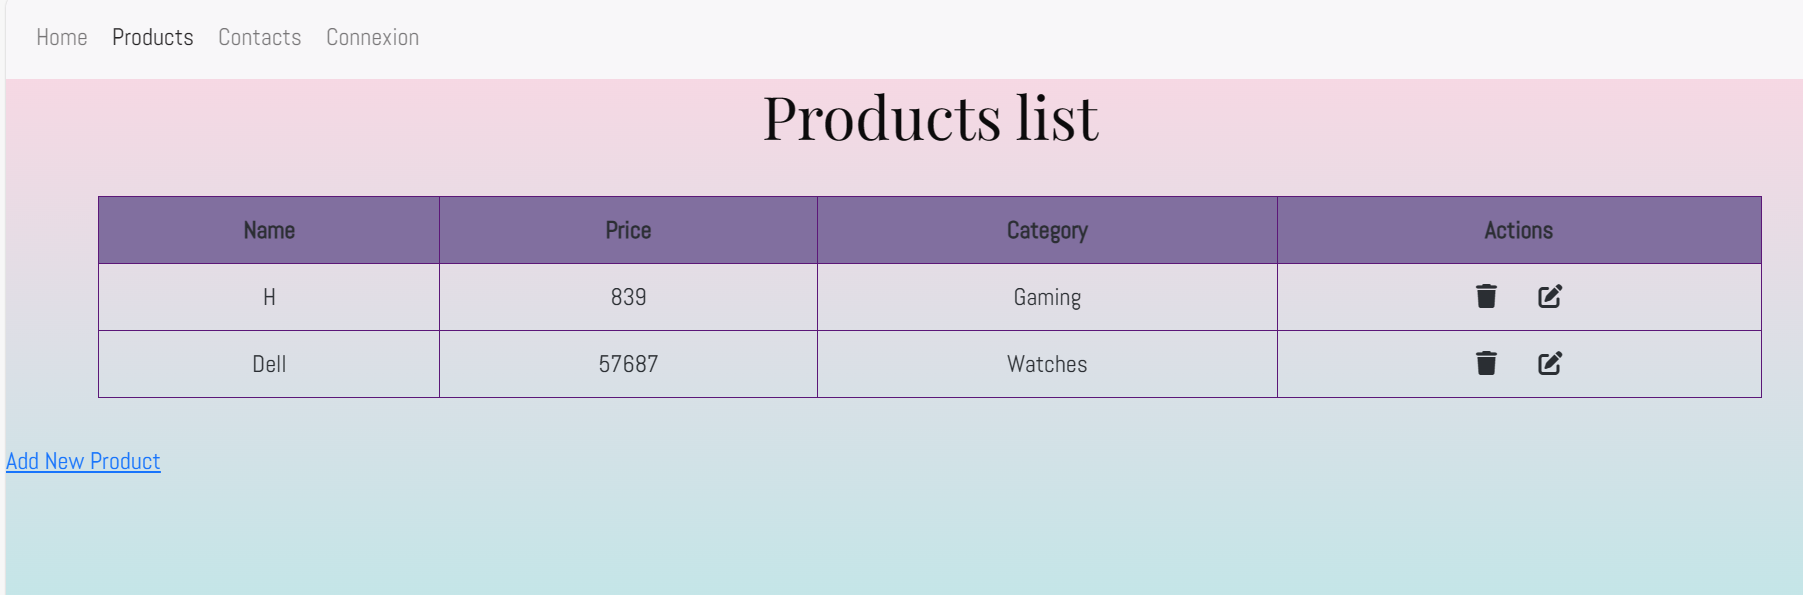 Home Products Contacts Connexion
Products list
Name Price Category Actions
H 839 Gaming
Dell 57687 Watches
Add New Product